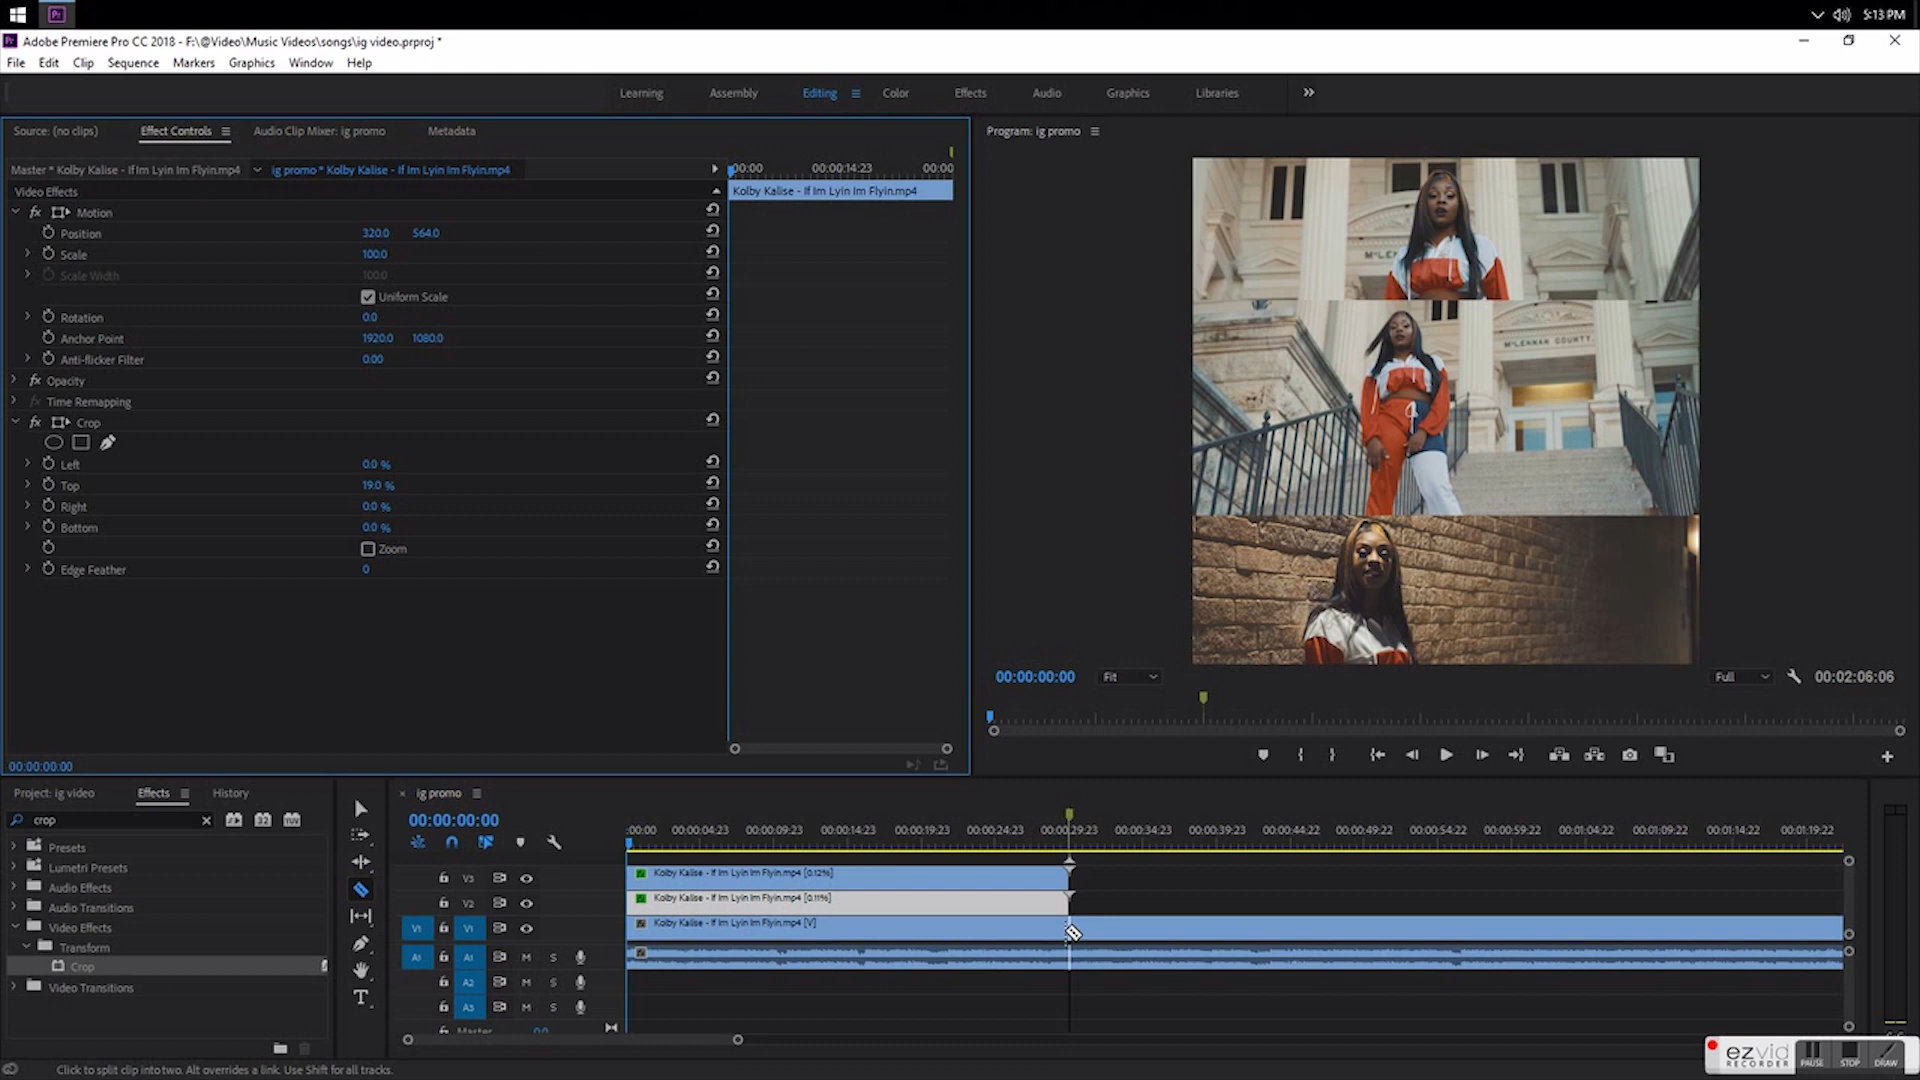 5:13 PM
Pr Adobe Premiere Pro CC 2018 - F:\@Video\Music Videos\songs\ig video.prproj *
File Edit Clip Sequence Markers Graphics Window Help
Learning Assembly Editing Color Effects Audio Graphics Libraries
Source: (no clips) Effect Controls Audio Clip Mixer: ig promo Metadata
Program: ig promo
Master * Kolby Kalise - If Im Lyin Im Flyin.mp4 ig promo * Kolby Kalise - If Im Lyin Im Flyin.mp4
00:00 00:00:14:23 00:00
Video Effects
Kolby Kalise - If Im Lyin Im Flyin.mp4
fx Motion
Position 320.0 564.0
Scale 100.0
Scale Width 100.0
Uniform Scale
Rotation 0.0
Anchor Point 1920.0 1080.0
Anti-flicker Filter 0.00
fx Opacity
fx Time Remapping
fx Crop
Left 0.0 %
Top 19.0 %
Right 0.0 %
Bottom 0.0 %
Zoom
Edge Feather 0
00:00:00:00
McLENNAN COUNTY
00:00:00:00 Fit Full 00:02:06:06
Project: ig video Effects History
crop
Presets
Lumetri Presets
Audio Effects
Audio Transitions
Video Effects
Transform
Crop
Video Transitions
ig promo
00:00:00:00
:00:00 00:00:04:23 00:00:09:23 00:00:14:23 00:00:19:23 00:00:24:23 00:00:29:23 00:00:34:23 00:00:39:23 00:00:44:22 00:00:49:22 00:00:54:22 00:00:59:22 00:01:04:22 00:01:09:22 00:01:14:22 00:01:19:22
V3 Kolby Kalise - If Im Lyin Im Flyin.mp4 [0.12%]
V2 Kolby Kalise - If Im Lyin Im Flyin.mp4 [0.11%]
V1 V1 Kolby Kalise - If Im Lyin Im Flyin.mp4 [V]
A1 A1 M S
A2 M S
A3 M S
Master 0.0
Click to split clip into two. Alt overrides a link. Use Shift for all tracks.
ezvid
RECORDER
PAUSE STOP DRAW